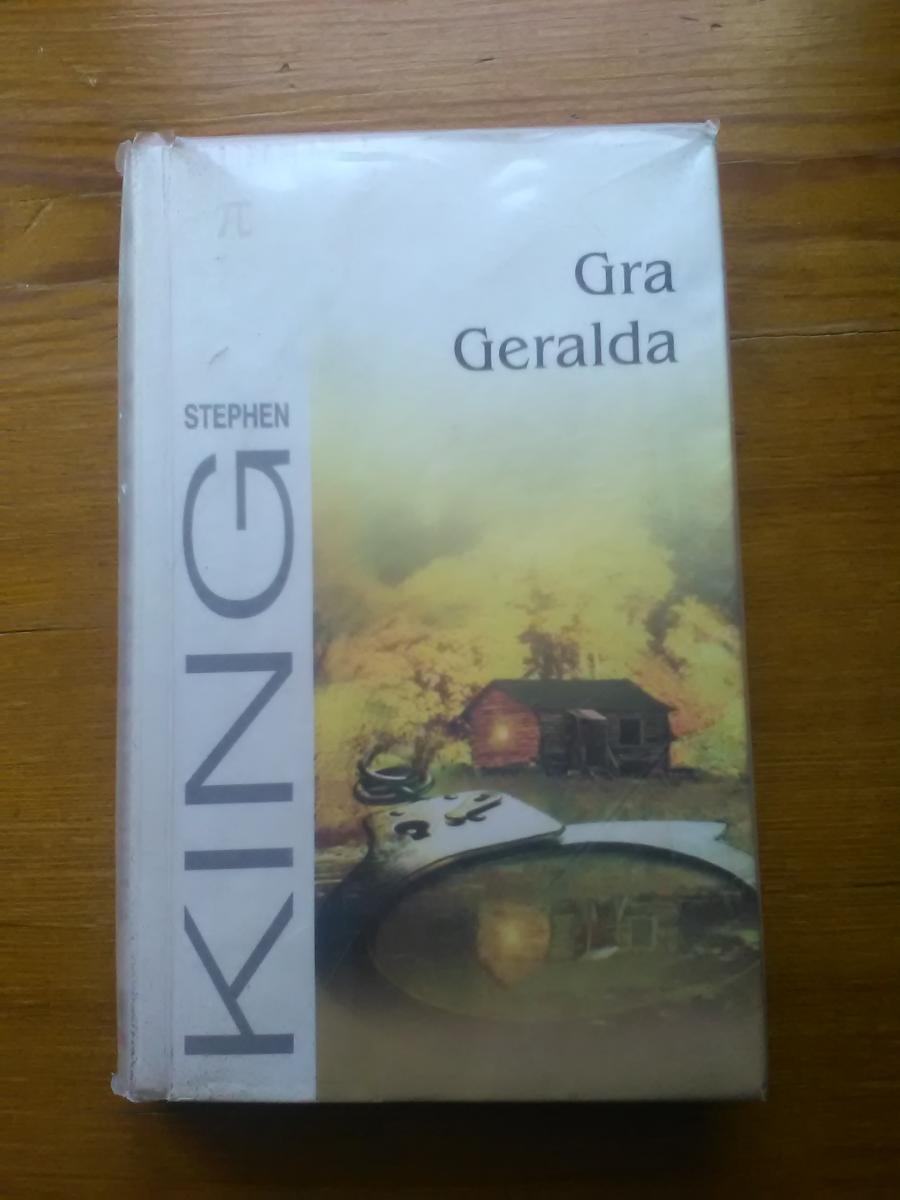 π
Gra
Geralda
STEPHEN
KING